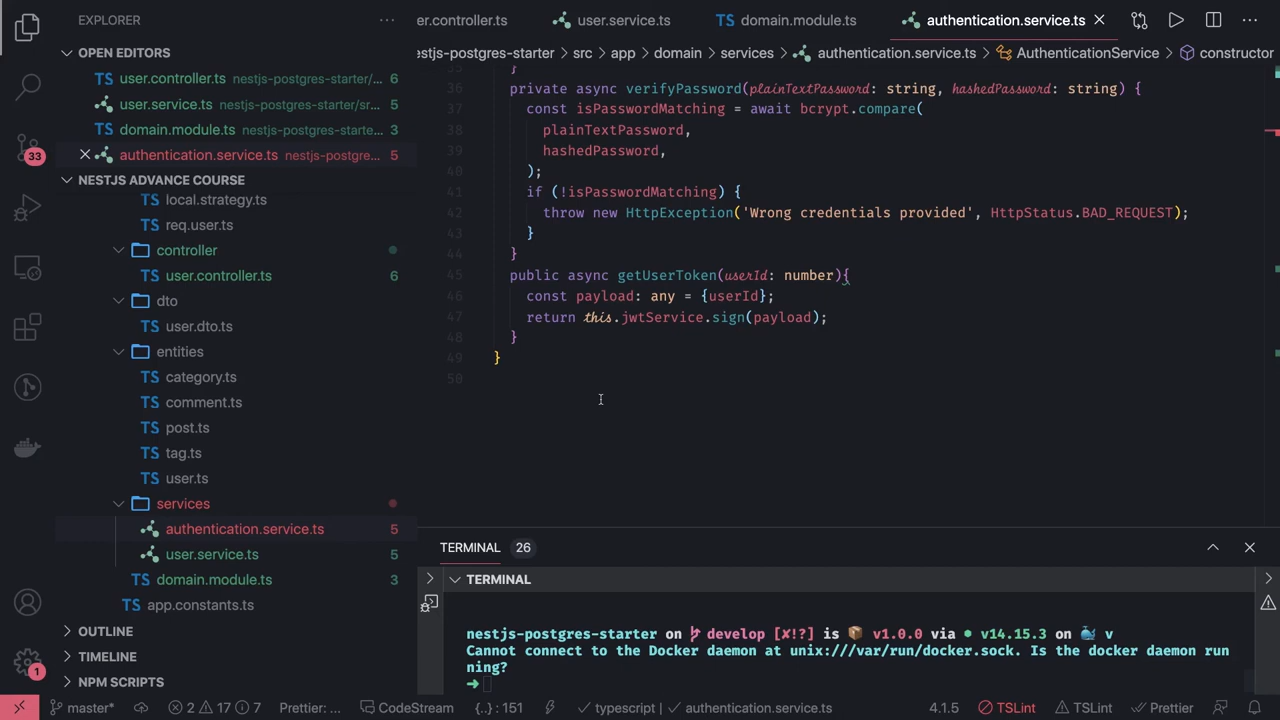 EXPLORER
OPEN EDITORS
TS user.controller.ts nestjs-postgres-starter/... 6
user.service.ts nestjs-postgres-starter/sr... 5
TS domain.module.ts nestjs-postgres-starte... 3
authentication.service.ts nestjs-postgre... 5
NESTJS ADVANCE COURSE
TS local.strategy.ts
TS req.user.ts
controller
TS user.controller.ts 6
dto
TS user.dto.ts
entities
TS category.ts
TS comment.ts
TS post.ts
TS tag.ts
TS user.ts
services
authentication.service.ts 5
user.service.ts 5
TS domain.module.ts 3
TS app.constants.ts
OUTLINE
TIMELINE
NPM SCRIPTS
33
1
er.controller.ts user.service.ts TS domain.module.ts authentication.service.ts
estjs-postgres-starter > src > app > domain > services > authentication.service.ts > AuthenticationService > constructor
35 }
36 private async verifyPassword(plainTextPassword: string, hashedPassword: string) {
37 const isPasswordMatching = await bcrypt.compare(
38 plainTextPassword,
39 hashedPassword,
40 );
41 if (!isPasswordMatching) {
42 throw new HttpException('Wrong credentials provided', HttpStatus.BAD_REQUEST);
43 }
44 }
45 public async getUserToken(userId: number){
46 const payload: any = {userId};
47 return this.jwtService.sign(payload);
48 }
49 }
50
TERMINAL 26
TERMINAL
nestjs-postgres-starter on develop [✘!?] is 📦 v1.0.0 via v14.15.3 on 🐳 v
Cannot connect to the Docker daemon at unix:///var/run/docker.sock. Is the docker daemon run
ning?
➜
master* 2 17 7 Prettier: ... CodeStream {..} : 151 typescript | authentication.service.ts 4.1.5 TSLint TSLint Prettier